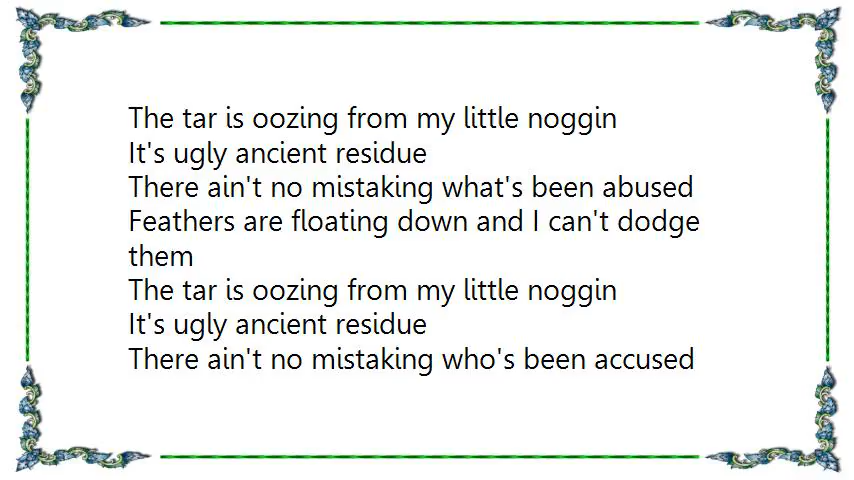 The tar is oozing from my little noggin
It's ugly ancient residue
There ain't no mistaking what's been abused
Feathers are floating down and I can't dodge
them
The tar is oozing from my little noggin
It's ugly ancient residue
There ain't no mistaking who's been accused